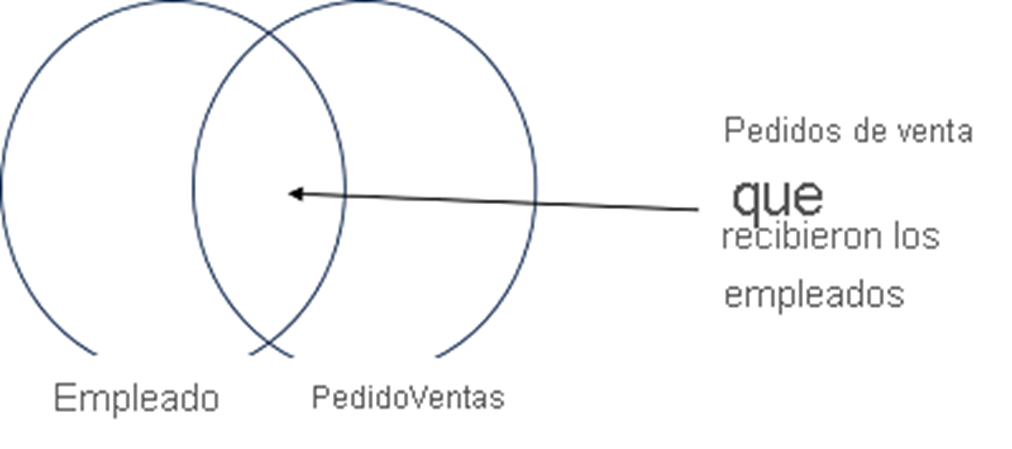 Pedidos de venta
que
recibieron los
empleados
Empleado
PedidoVentas